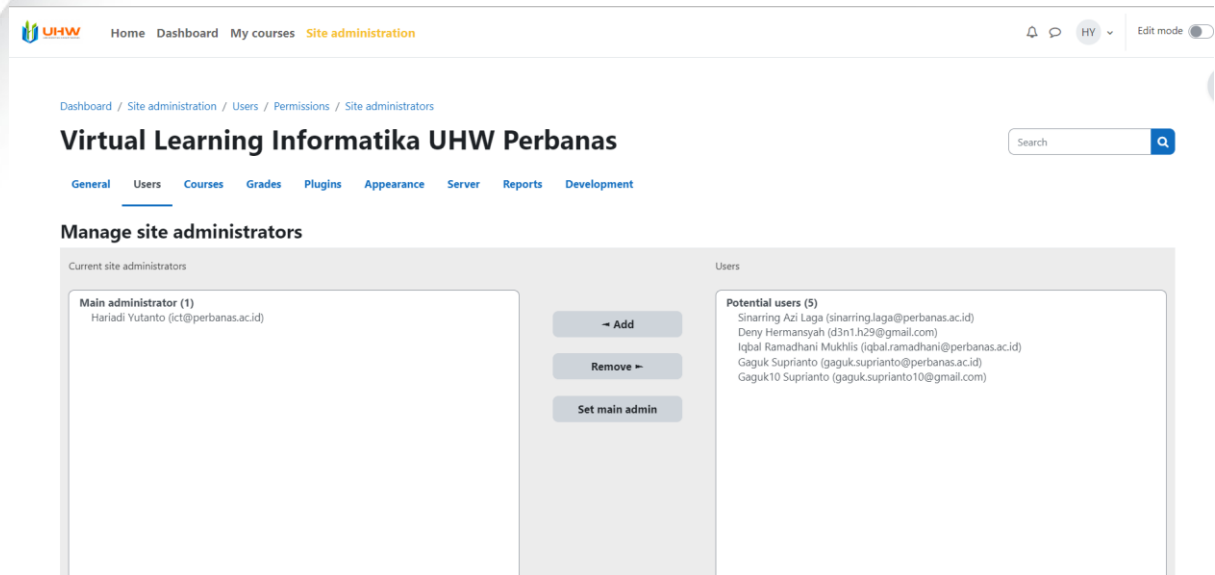 UHW
Home Dashboard My courses Site administration
HY
Edit mode
Dashboard / Site administration / Users / Permissions / Site administrators
Virtual Learning Informatika UHW Perbanas
Search
General Users Courses Grades Plugins Appearance Server Reports Development
Manage site administrators
Current site administrators
Main administrator (1)
Hariadi Yutanto (ict@perbanas.ac.id)
◄ Add
Remove ►
Set main admin
Users
Potential users (5)
Sinarring Azi Laga (sinarring.laga@perbanas.ac.id)
Deny Hermansyah (d3n1.h29@gmail.com)
Iqbal Ramadhani Mukhlis (iqbal.ramadhani@perbanas.ac.id)
Gaguk Suprianto (gaguk.suprianto@perbanas.ac.id)
Gaguk10 Suprianto (gaguk.suprianto10@gmail.com)